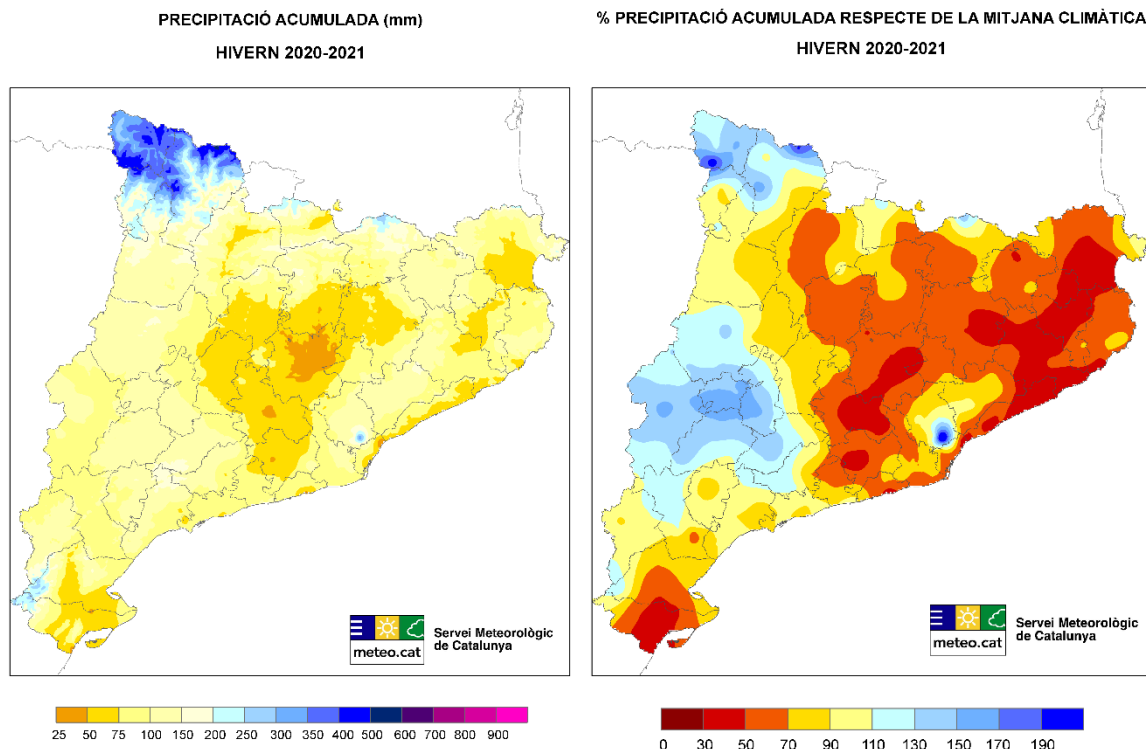 PRECIPITACIÓ ACUMULADA (mm)
HIVERN 2020-2021
Servei Meteorològic
de Catalunya
meteo.cat
25 50 75 100 150 200 250 300 350 400 500 600 700 800 900
% PRECIPITACIÓ ACUMULADA RESPECTE DE LA MITJANA CLIMÀTICA
HIVERN 2020-2021
Servei Meteorològic
de Catalunya
meteo.cat
0 30 50 70 90 110 130 150 170 190